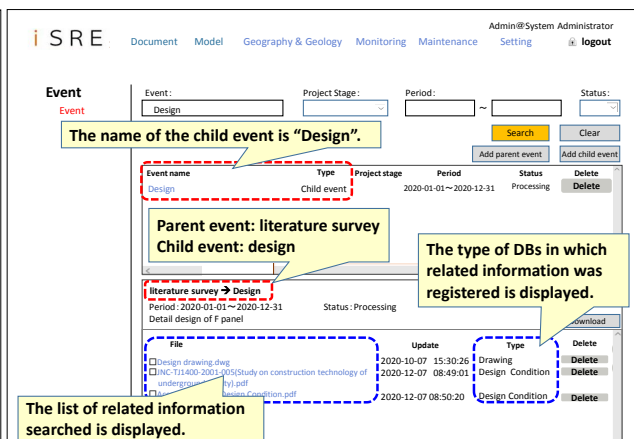 Admin@System Administrator
iSRE Document Model Geography & Geology Monitoring Maintenance Setting logout
Event
Event
Event: Project Stage: Period: Status:
Design ~
The name of the child event is “Design”.
Search Clear
Add parent event Add child event
Event name Type Project stage Period Status Delete
Design Child event 2020-01-01～2020-12-31 Processing Delete
Parent event: literature survey
Child event: design
The type of DBs in which
related information was
registered is displayed.
literature survey → Design
Period: 2020-01-01～2020-12-31 Status: Processing
Detail design of F panel
File Update Type Delete
Design drawing.dwg 2020-10-07 15:30:26 Drawing Delete
JNC-TJ1400-2001-005(Study on construction technology of 2020-12-07 08:49:01 Design Condition Delete
Condition.pdf 2020-12-07 08:50:20 Design Condition Delete
The list of related information
searched is displayed.